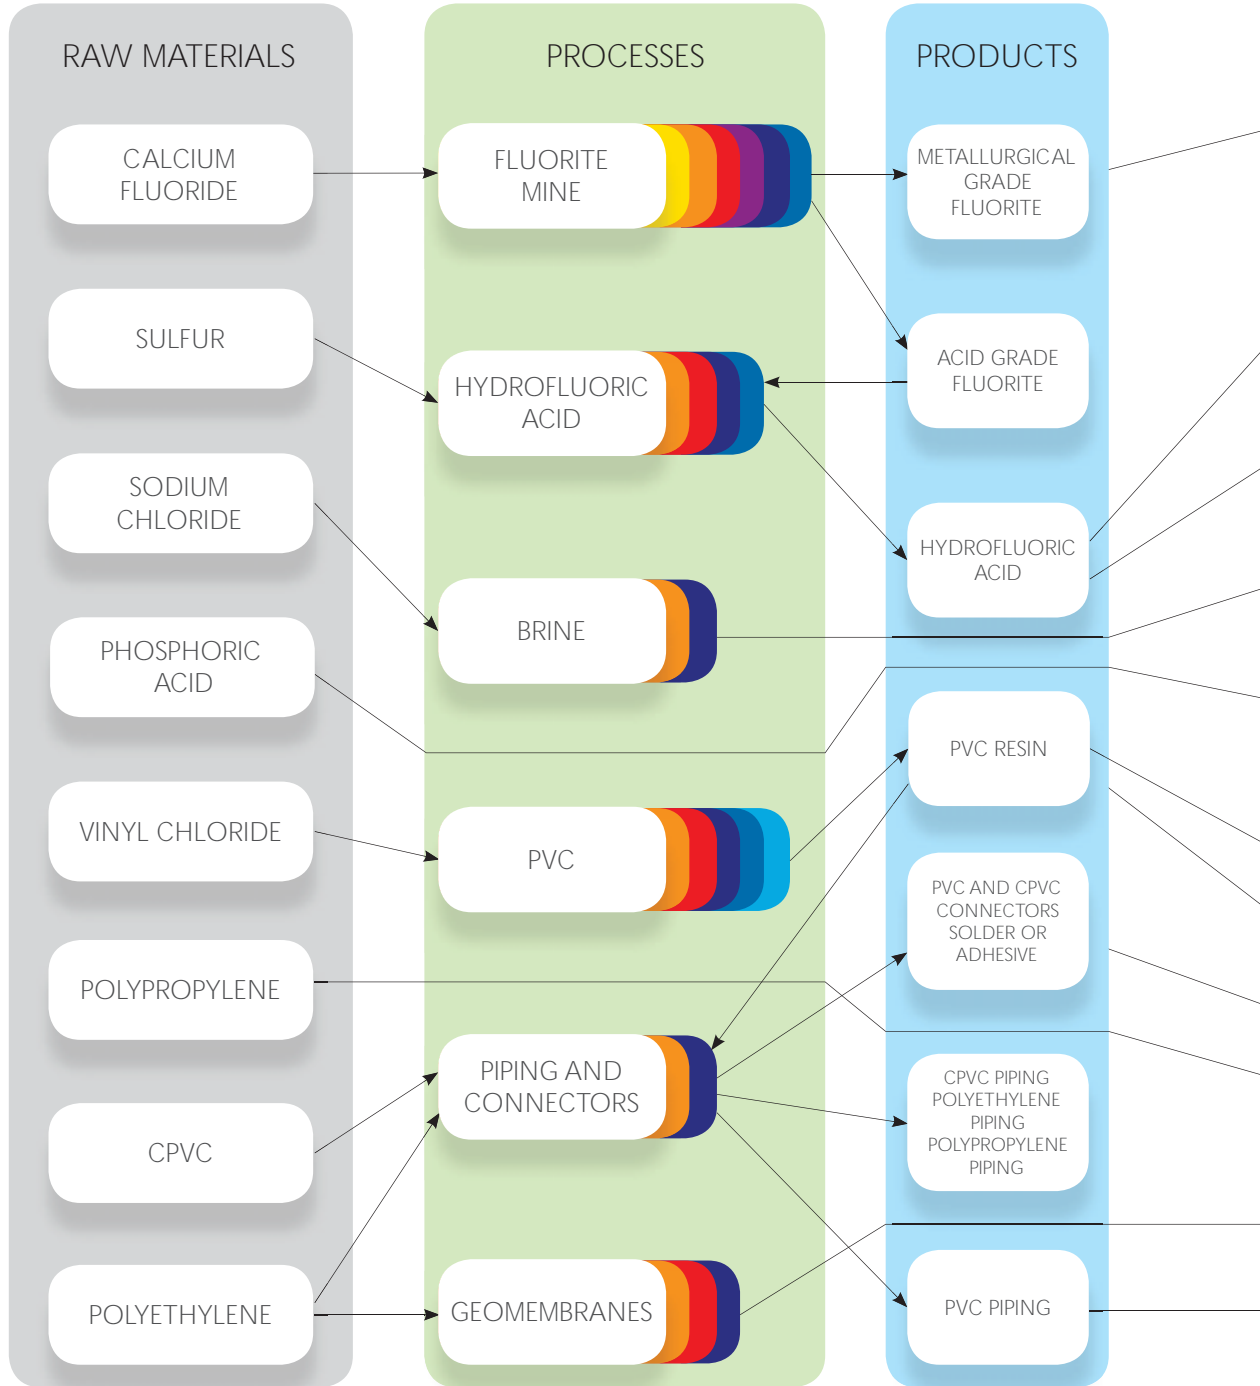 RAW MATERIALS
CALCIUM
FLUORIDE
SULFUR
SODIUM
CHLORIDE
PHOSPHORIC
ACID
VINYL CHLORIDE
POLYPROPYLENE
CPVC
POLYETHYLENE
PROCESSES
FLUORITE
MINE
HYDROFLUORIC
ACID
BRINE
PVC
PIPING AND
CONNECTORS
GEOMEMBRANES
PRODUCTS
METALLURGICAL
GRADE
FLUORITE
ACID GRADE
FLUORITE
HYDROFLUORIC
ACID
PVC RESIN
PVC AND CPVC
CONNECTORS
SOLDER OR
ADHESIVE
CPVC PIPING
POLYETHYLENE
PIPING
POLYPROPYLENE
PIPING
PVC PIPING